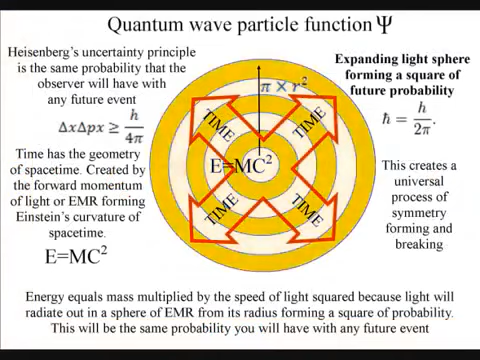 Quantum wave particle function Ψ
Heisenberg's uncertainty principle
is the same probability that the
observer will have with
any future event
ΔxΔpx ≥ h/4π
Time has the geometry
of spacetime. Created by
the forward momentum
of light or EMR forming
Einstein's curvature of
spacetime.
E=MC²
π × r²
TIME
TIME
E=MC²
TIME
TIME
Expanding light sphere
forming a square of
future probability
ħ = h/2π.
This creates a
universal
process of
symmetry
forming and
breaking
Energy equals mass multiplied by the speed of light squared because light will
radiate out in a sphere of EMR from its radius forming a square of probability.
This will be the same probability you will have with any future event